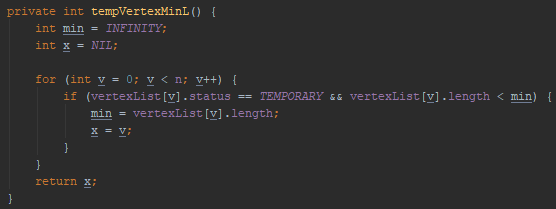 private int tempVertexMinL() {
    int min = INFINITY;
    int x = NIL;

    for (int v = 0; v < n; v++) {
        if (vertexList[v].status == TEMPORARY && vertexList[v].length < min) {
            min = vertexList[v].length;
            x = v;
        }
    }
    return x;
}